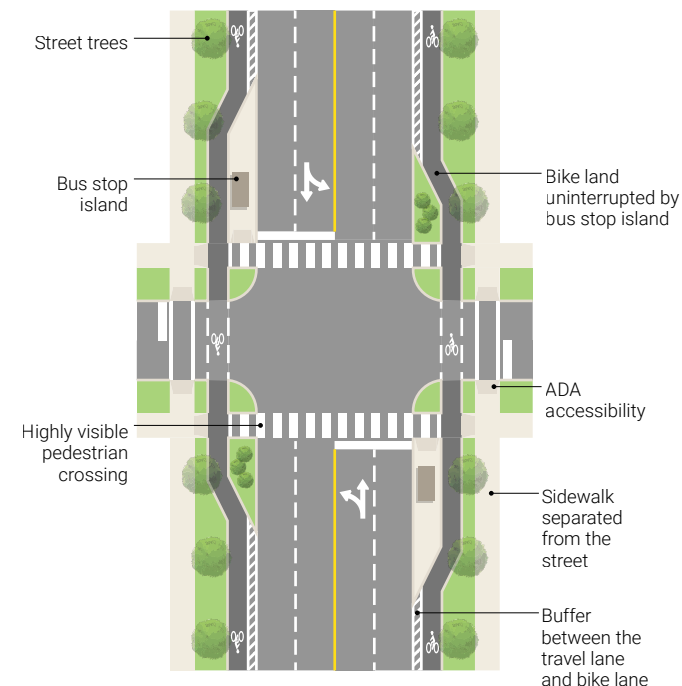 Street trees
Bus stop
island
Bike land
uninterrupted by
bus stop island
ADA
accessibility
Highly visible
pedestrian
crossing
Sidewalk
separated
from the
street
Buffer
between the
travel lane
and bike lane